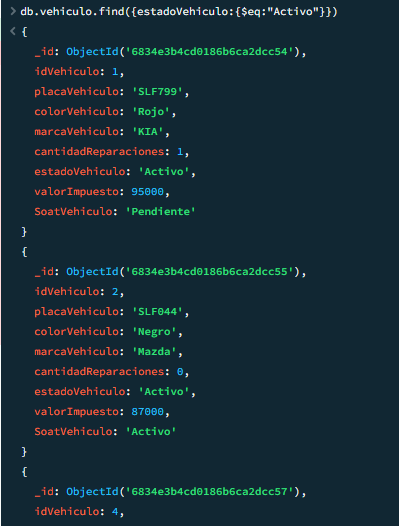 > db.vehiculo.find({estadoVehiculo:{$eq:"Activo"}})
< {
_id: ObjectId('6834e3b4cd0186b6ca2dcc54'),
idVehiculo: 1,
placaVehiculo: 'SLF799',
colorVehiculo: 'Rojo',
marcaVehiculo: 'KIA',
cantidadReparaciones: 1,
estadoVehiculo: 'Activo',
valorImpuesto: 95000,
SoatVehiculo: 'Pendiente'
}
{
_id: ObjectId('6834e3b4cd0186b6ca2dcc55'),
idVehiculo: 2,
placaVehiculo: 'SLF044',
colorVehiculo: 'Negro',
marcaVehiculo: 'Mazda',
cantidadReparaciones: 0,
estadoVehiculo: 'Activo',
valorImpuesto: 87000,
SoatVehiculo: 'Activo'
}
{
_id: ObjectId('6834e3b4cd0186b6ca2dcc57'),
idVehiculo: 4,